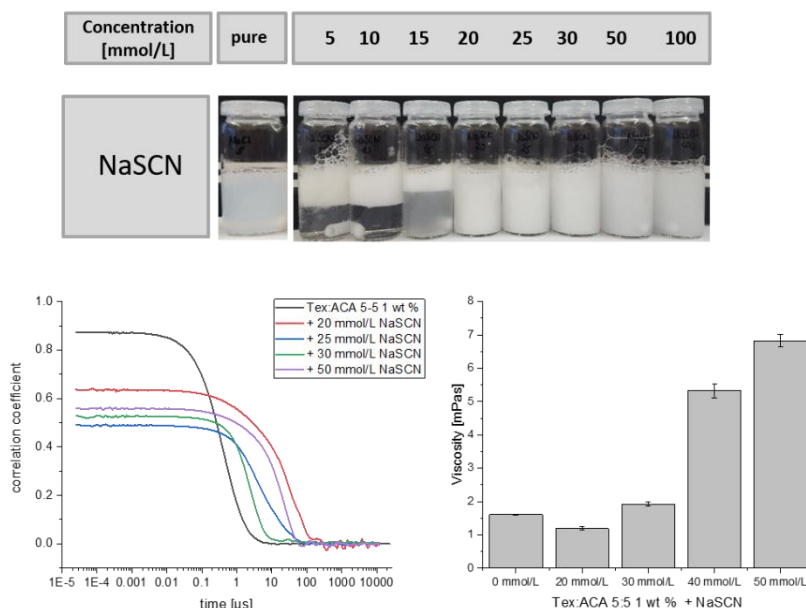 Concentration [mmol/L] pure 5 10 15 20 25 30 50 100
NaSCN
1.0
0.8
0.6
0.4
0.2
0.0
correlation coefficient
Tex:ACA 5-5 1 wt %
+ 20 mmol/L NaSCN
+ 25 mmol/L NaSCN
+ 30 mmol/L NaSCN
+ 50 mmol/L NaSCN
1E-5 1E-4 0.001 0.01 0.1 1 10 100 1000 10000
time [µs]
8
7
6
5
4
3
2
1
0
Viscosity [mPas]
0 mmol/L 20 mmol/L 30 mmol/L 40 mmol/L 50 mmol/L
Tex:ACA 5:5 1 wt % + NaSCN